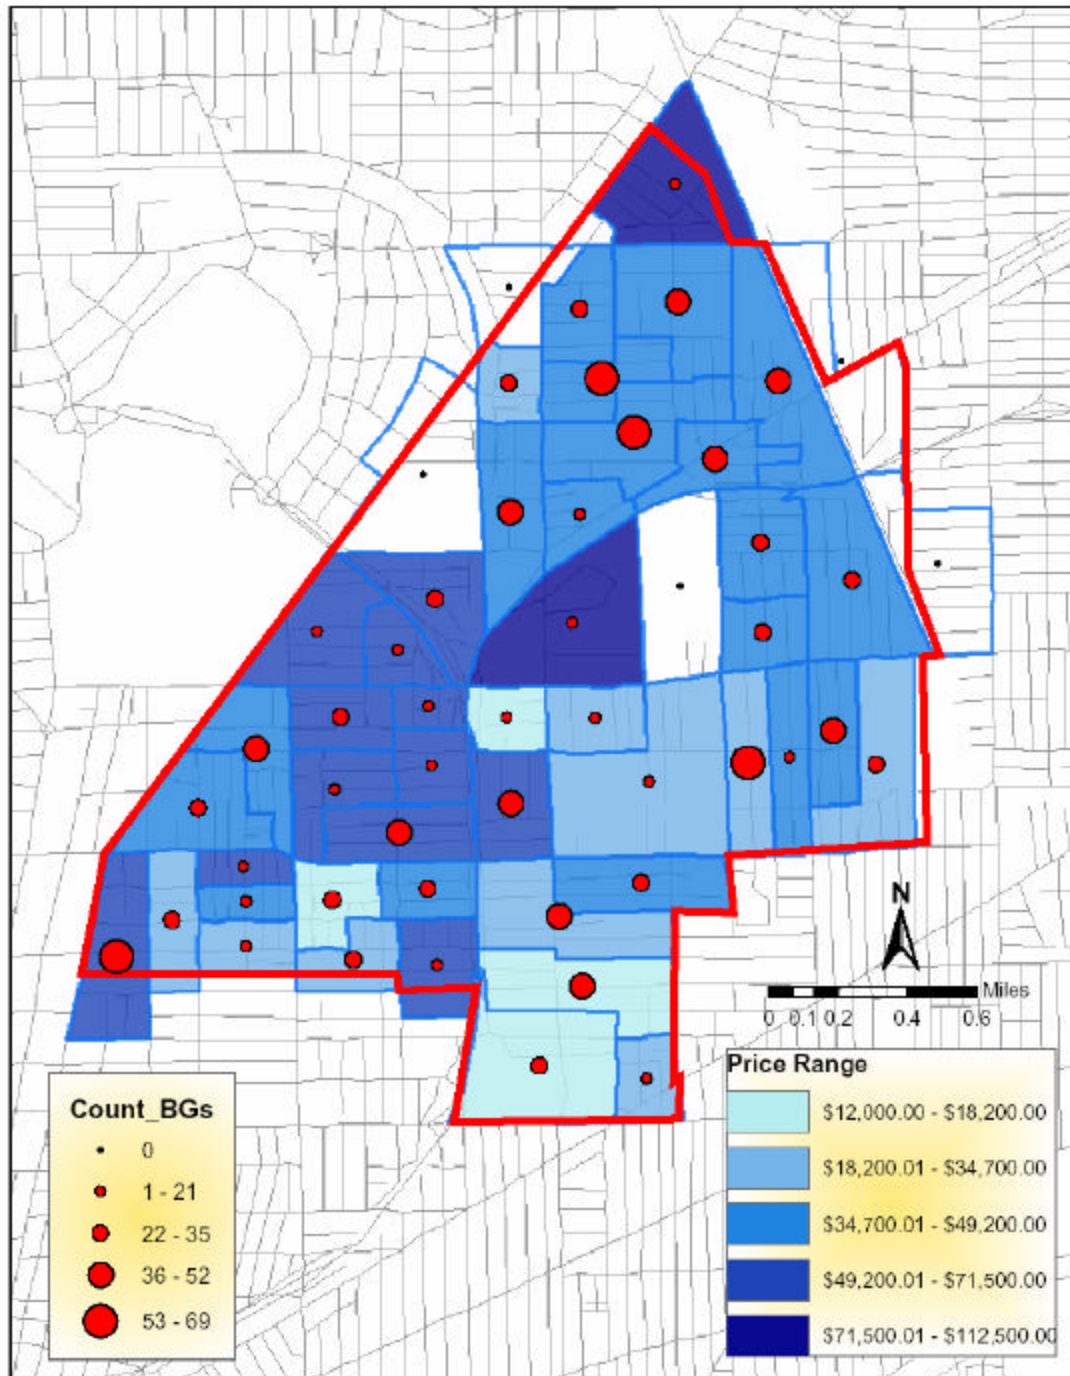 N
Miles
0 0.1 0.2 0.4 0.6
Count_BGs
0
1 - 21
22 - 35
36 - 52
53 - 69
Price Range
$12,000.00 - $18,200.00
$18,200.01 - $34,700.00
$34,700.01 - $49,200.00
$49,200.01 - $71,500.00
$71,500.01 - $112,500.00